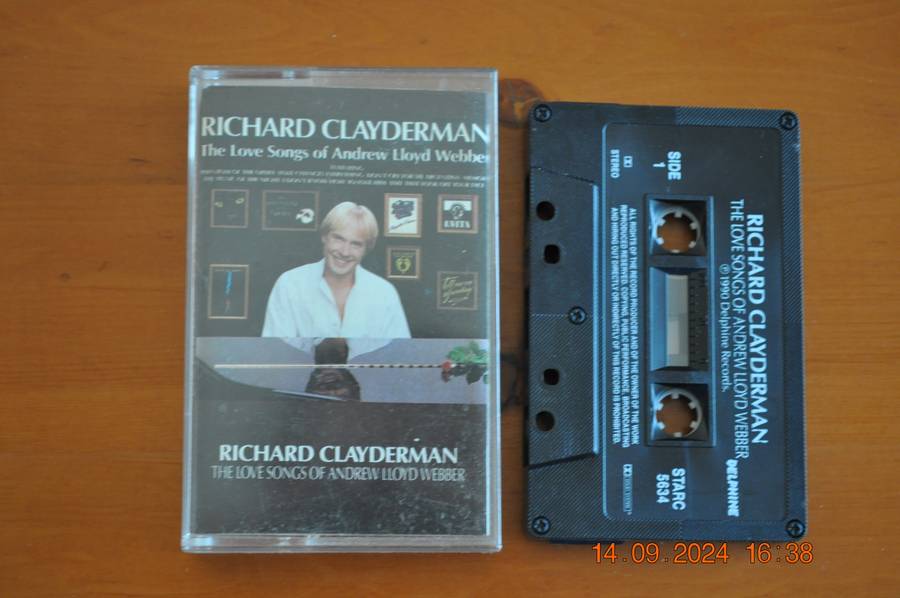 RICHARD CLAYDERMAN
The Love Songs of Andrew Lloyd Webber
EVITA
RICHARD CLAYDERMAN
THE LOVE SONGS OF ANDREW LLOYD WEBBER
RICHARD CLAYDERMAN
THE LOVE SONGS OF ANDREW LLOYD WEBBER
℗ 1990 Delphine Records.
DELPHINE
SIDE
1
STARC
5634
STEREO
ALL RIGHTS OF THE RECORD PRODUCER AND OF THE OWNER OF THE WORK
REPRODUCED RESERVED. COPYING, PUBLIC PERFORMANCE, BROADCASTING
AND HIRING OUT DIRECTLY OR INDIRECTLY OF THIS RECORD IS PROHIBITED.
14.09.2024 16:38